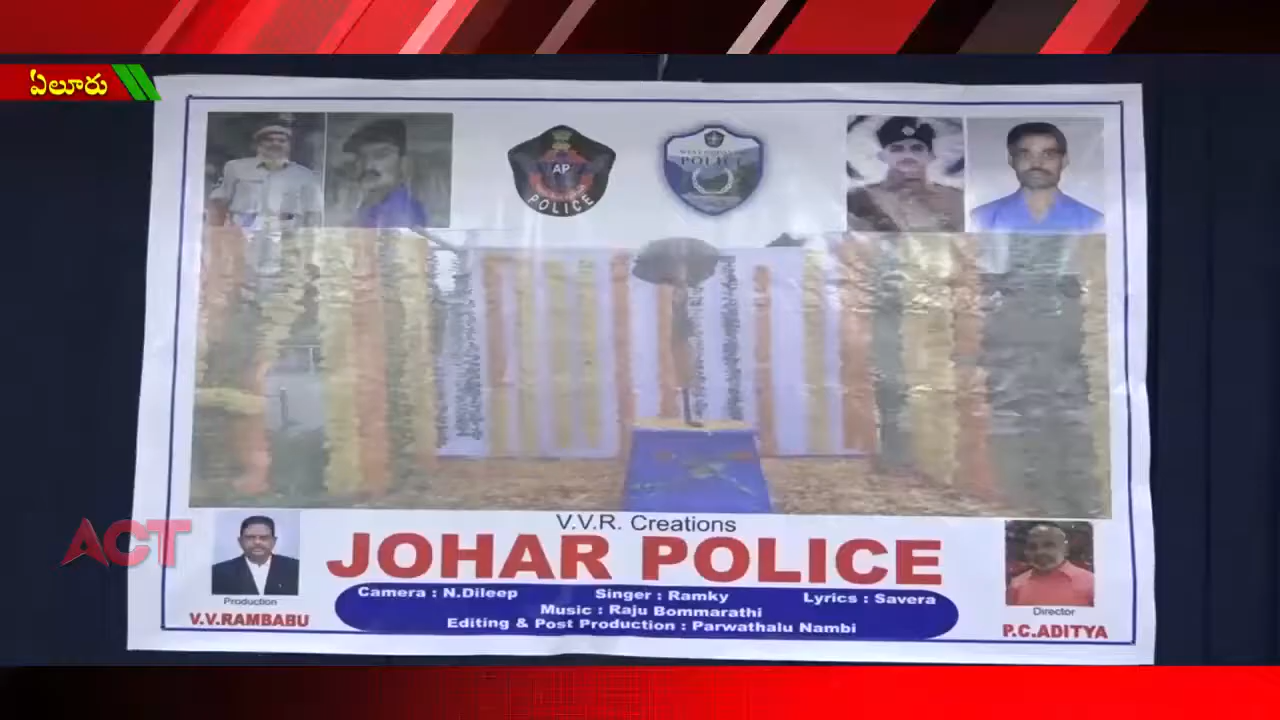 ఏలూరు
AP
POLICE
POLICE
V.V.R. Creations
JOHAR POLICE
Camera : N.Dileep Singer : Ramky Lyrics : Savera
Music : Raju Bommarathi
Editing & Post Production : Parwathalu Nambi
Production
V.V.RAMBABU
Director
P.C.ADITYA
ACT